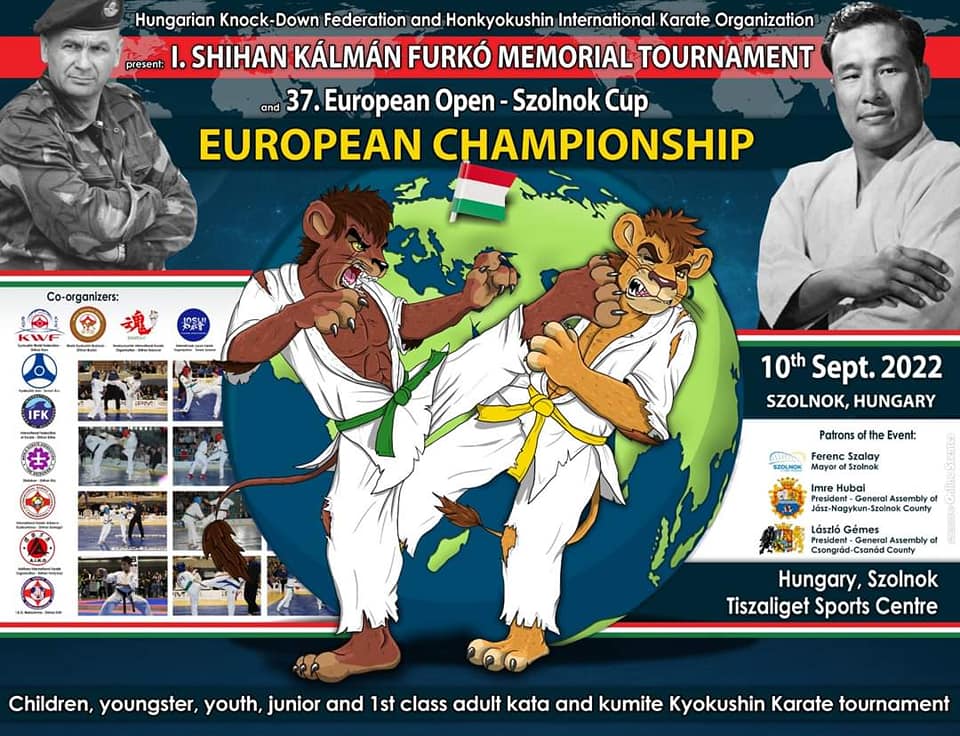 Hungarian Knock-Down Federation and Honkyokushin International Karate Organization
present: I. SHIHAN KÁLMÁN FURKÓ MEMORIAL TOURNAMENT
and 37. European Open - Szolnok Cup
EUROPEAN CHAMPIONSHIP
Co-organizers:
KWF
IFK
10th Sept. 2022
SZOLNOK, HUNGARY
Patrons of the Event:
SZOLNOK
Ferenc Szalay
Mayor of Szolnok
Imre Hubai
President - General Assembly of
Jász-Nagykun-Szolnok County
László Gémes
President - General Assembly of
Csongrád-Csanád County
Hungary, Szolnok
Tiszaliget Sports Centre
Children, youngster, youth, junior and 1st class adult kata and kumite Kyokushin Karate tournament